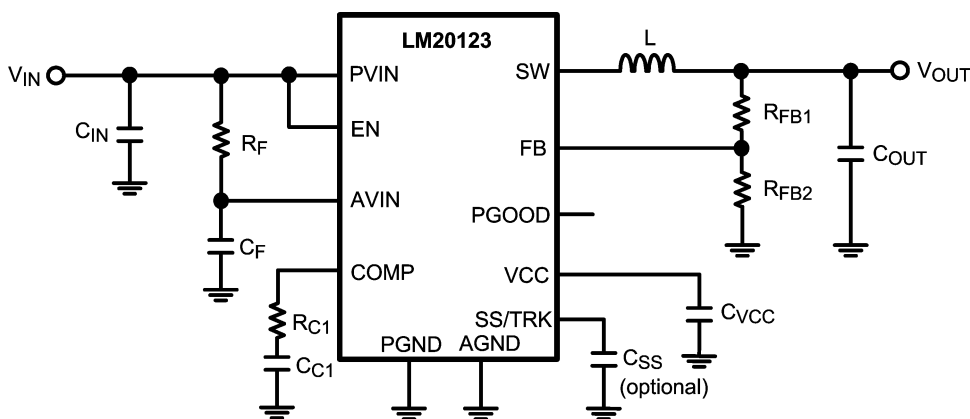 LM20123
VIN
PVIN
SW
L
VOUT
CIN
RF
EN
RFB1
FB
COUT
AVIN
RFB2
PGOOD
CF
COMP
VCC
RC1
SS/TRK
CVCC
PGND
AGND
CC1
CSS
(optional)